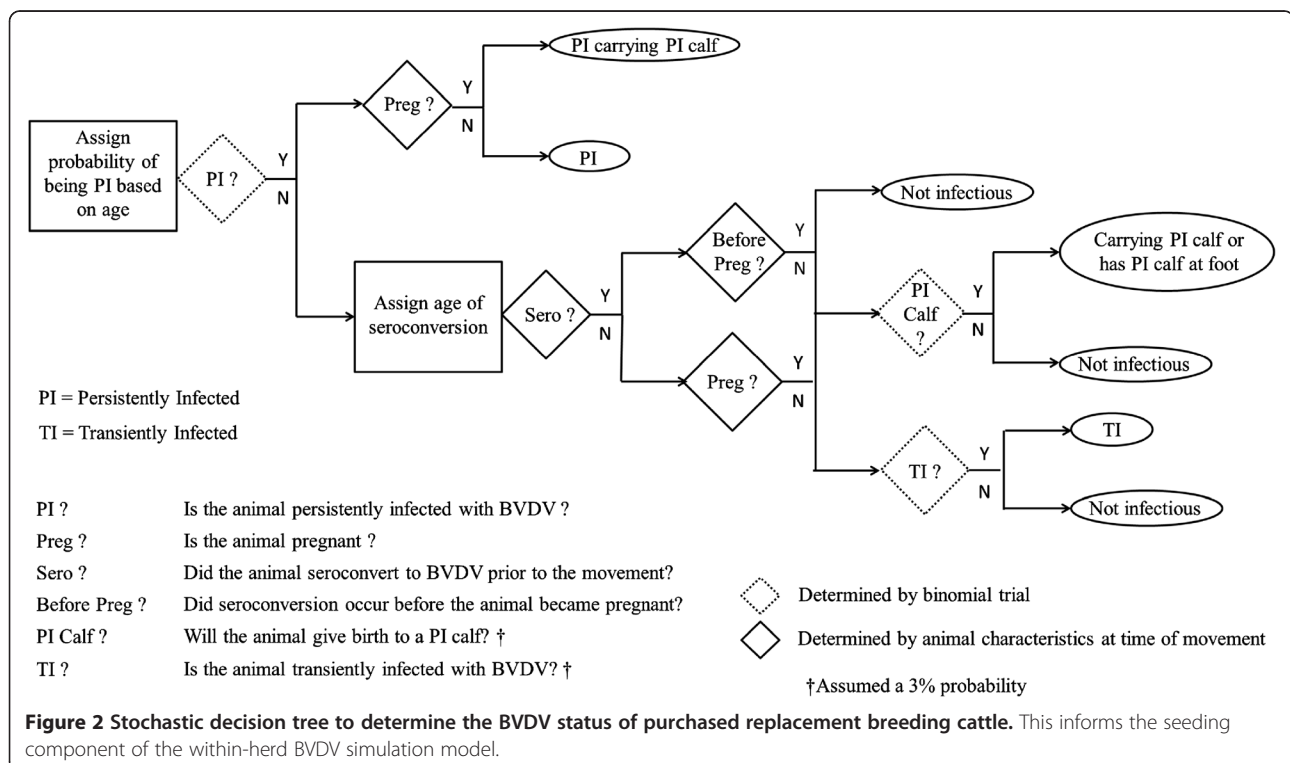 PI carrying PI calf
Y
Preg ?
N
Assign
probability of
being PI based
on age
PI ?
Y
N
PI
Not infectious
Before
Preg ?
Y
N
Carrying PI calf or
has PI calf at foot
Assign age of
seroconversion
Sero ?
Y
N
PI
Calf
?
Y
N
Preg ?
Y
N
Not infectious
PI = Persistently Infected
TI = Transiently Infected
TI
TI ?
Y
N
Not infectious
PI ? Is the animal persistently infected with BVDV ?
Preg ? Is the animal pregnant ?
Sero ? Did the animal seroconvert to BVDV prior to the movement?
Before Preg ? Did seroconversion occur before the animal became pregnant?
PI Calf ? Will the animal give birth to a PI calf? †
TI ? Is the animal transiently infected with BVDV? †
Determined by binomial trial
Determined by animal characteristics at time of movement
†Assumed a 3% probability
Figure 2 Stochastic decision tree to determine the BVDV status of purchased replacement breeding cattle. This informs the seeding
component of the within-herd BVDV simulation model.